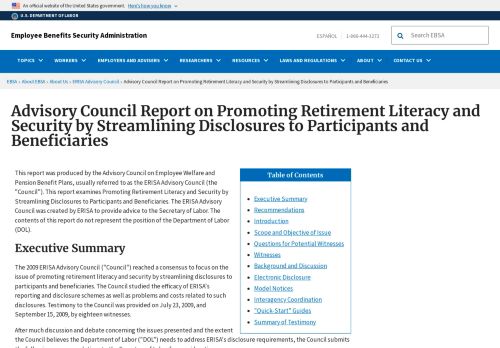 An official website of the United States government. Here's how you know
U.S. DEPARTMENT OF LABOR
Employee Benefits Security Administration
ESPAÑOL | 1-866-444-3272
Search EBSA
TOPICS WORKERS EMPLOYERS AND ADVISERS RESEARCHERS RESOURCES LAWS AND REGULATIONS ABOUT CONTACT US
EBSA › About EBSA › About Us › ERISA Advisory Council › Advisory Council Report on Promoting Retirement Literacy and Security by Streamlining Disclosures to Participants and Beneficiaries
Advisory Council Report on Promoting Retirement Literacy and
Security by Streamlining Disclosures to Participants and
Beneficiaries
This report was produced by the Advisory Council on Employee Welfare and
Pension Benefit Plans, usually referred to as the ERISA Advisory Council (the
"Council"). This report examines Promoting Retirement Literacy and Security by
Streamlining Disclosures to Participants and Beneficiaries. The ERISA Advisory
Council was created by ERISA to provide advice to the Secretary of Labor. The
contents of this report do not represent the position of the Department of Labor
(DOL).
Executive Summary
The 2009 ERISA Advisory Council ("Council") reached a consensus to focus on the
issue of promoting retirement literacy and security by streamlining disclosures to
participants and beneficiaries. The Council studied the efficacy of ERISA's
reporting and disclosure schemes as well as problems and costs related to such
disclosures. Testimony to the Council was provided on July 23, 2009, and
September 15, 2009, by eighteen witnesses.
After much discussion and debate concerning the issues presented and the extent
the Council believes the Department of Labor ("DOL") needs to address ERISA's disclosure requirements, the Council submits
Table of Contents
Executive Summary
Recommendations
Introduction
Scope and Objective of Issue
Questions for Potential Witnesses
Witnesses
Background and Discussion
Electronic Disclosure
Model Notices
Interagency Coordination
"Quick-Start" Guides
Summary of Testimony